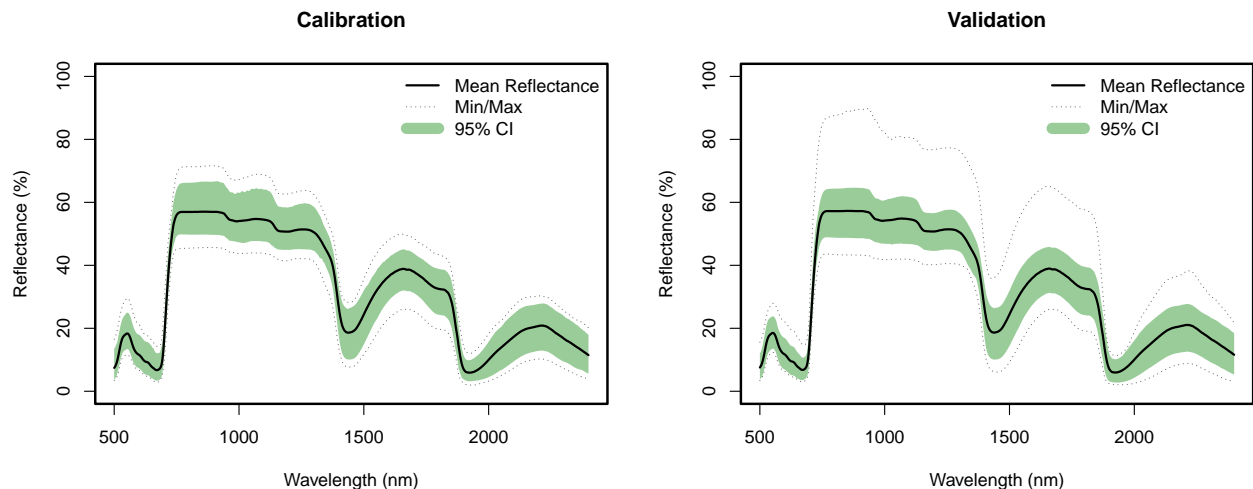 Calibration
Mean Reflectance
Min/Max
95% CI
Reflectance (%)
100
80
60
40
20
0
500 1000 1500 2000
Wavelength (nm)
Validation
Mean Reflectance
Min/Max
95% CI
Reflectance (%)
100
80
60
40
20
0
500 1000 1500 2000
Wavelength (nm)